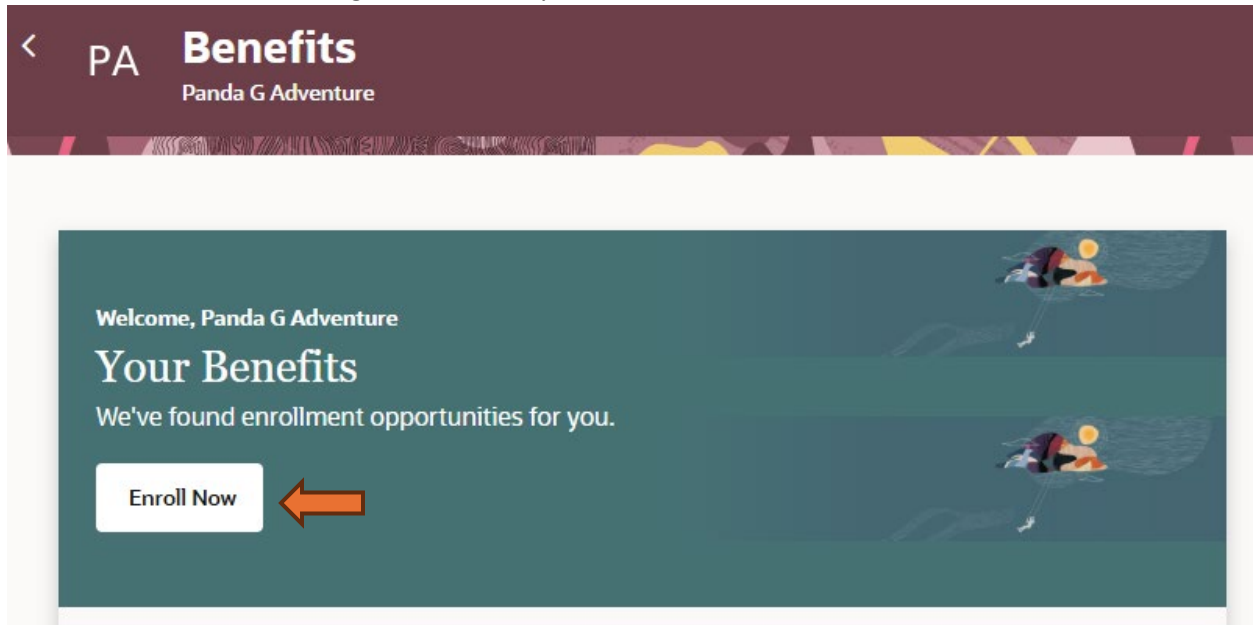 PA
Benefits
Panda G Adventure
Welcome, Panda G Adventure
Your Benefits
We've found enrollment opportunities for you.
Enroll Now